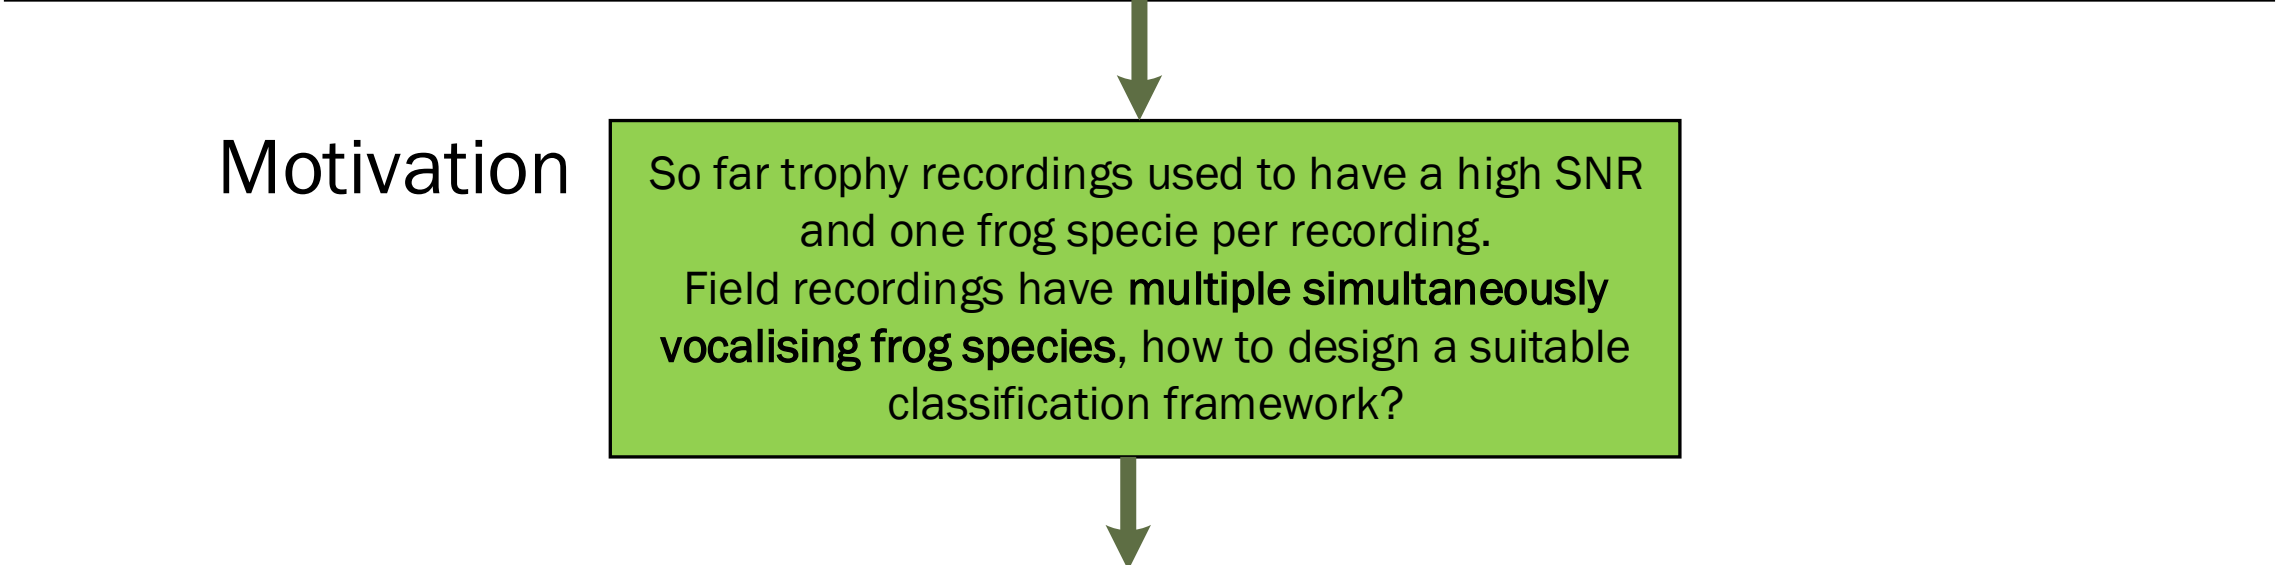 Motivation
So far trophy recordings used to have a high SNR
and one frog specie per recording.
Field recordings have multiple simultaneously
vocalising frog species, how to design a suitable
classification framework?